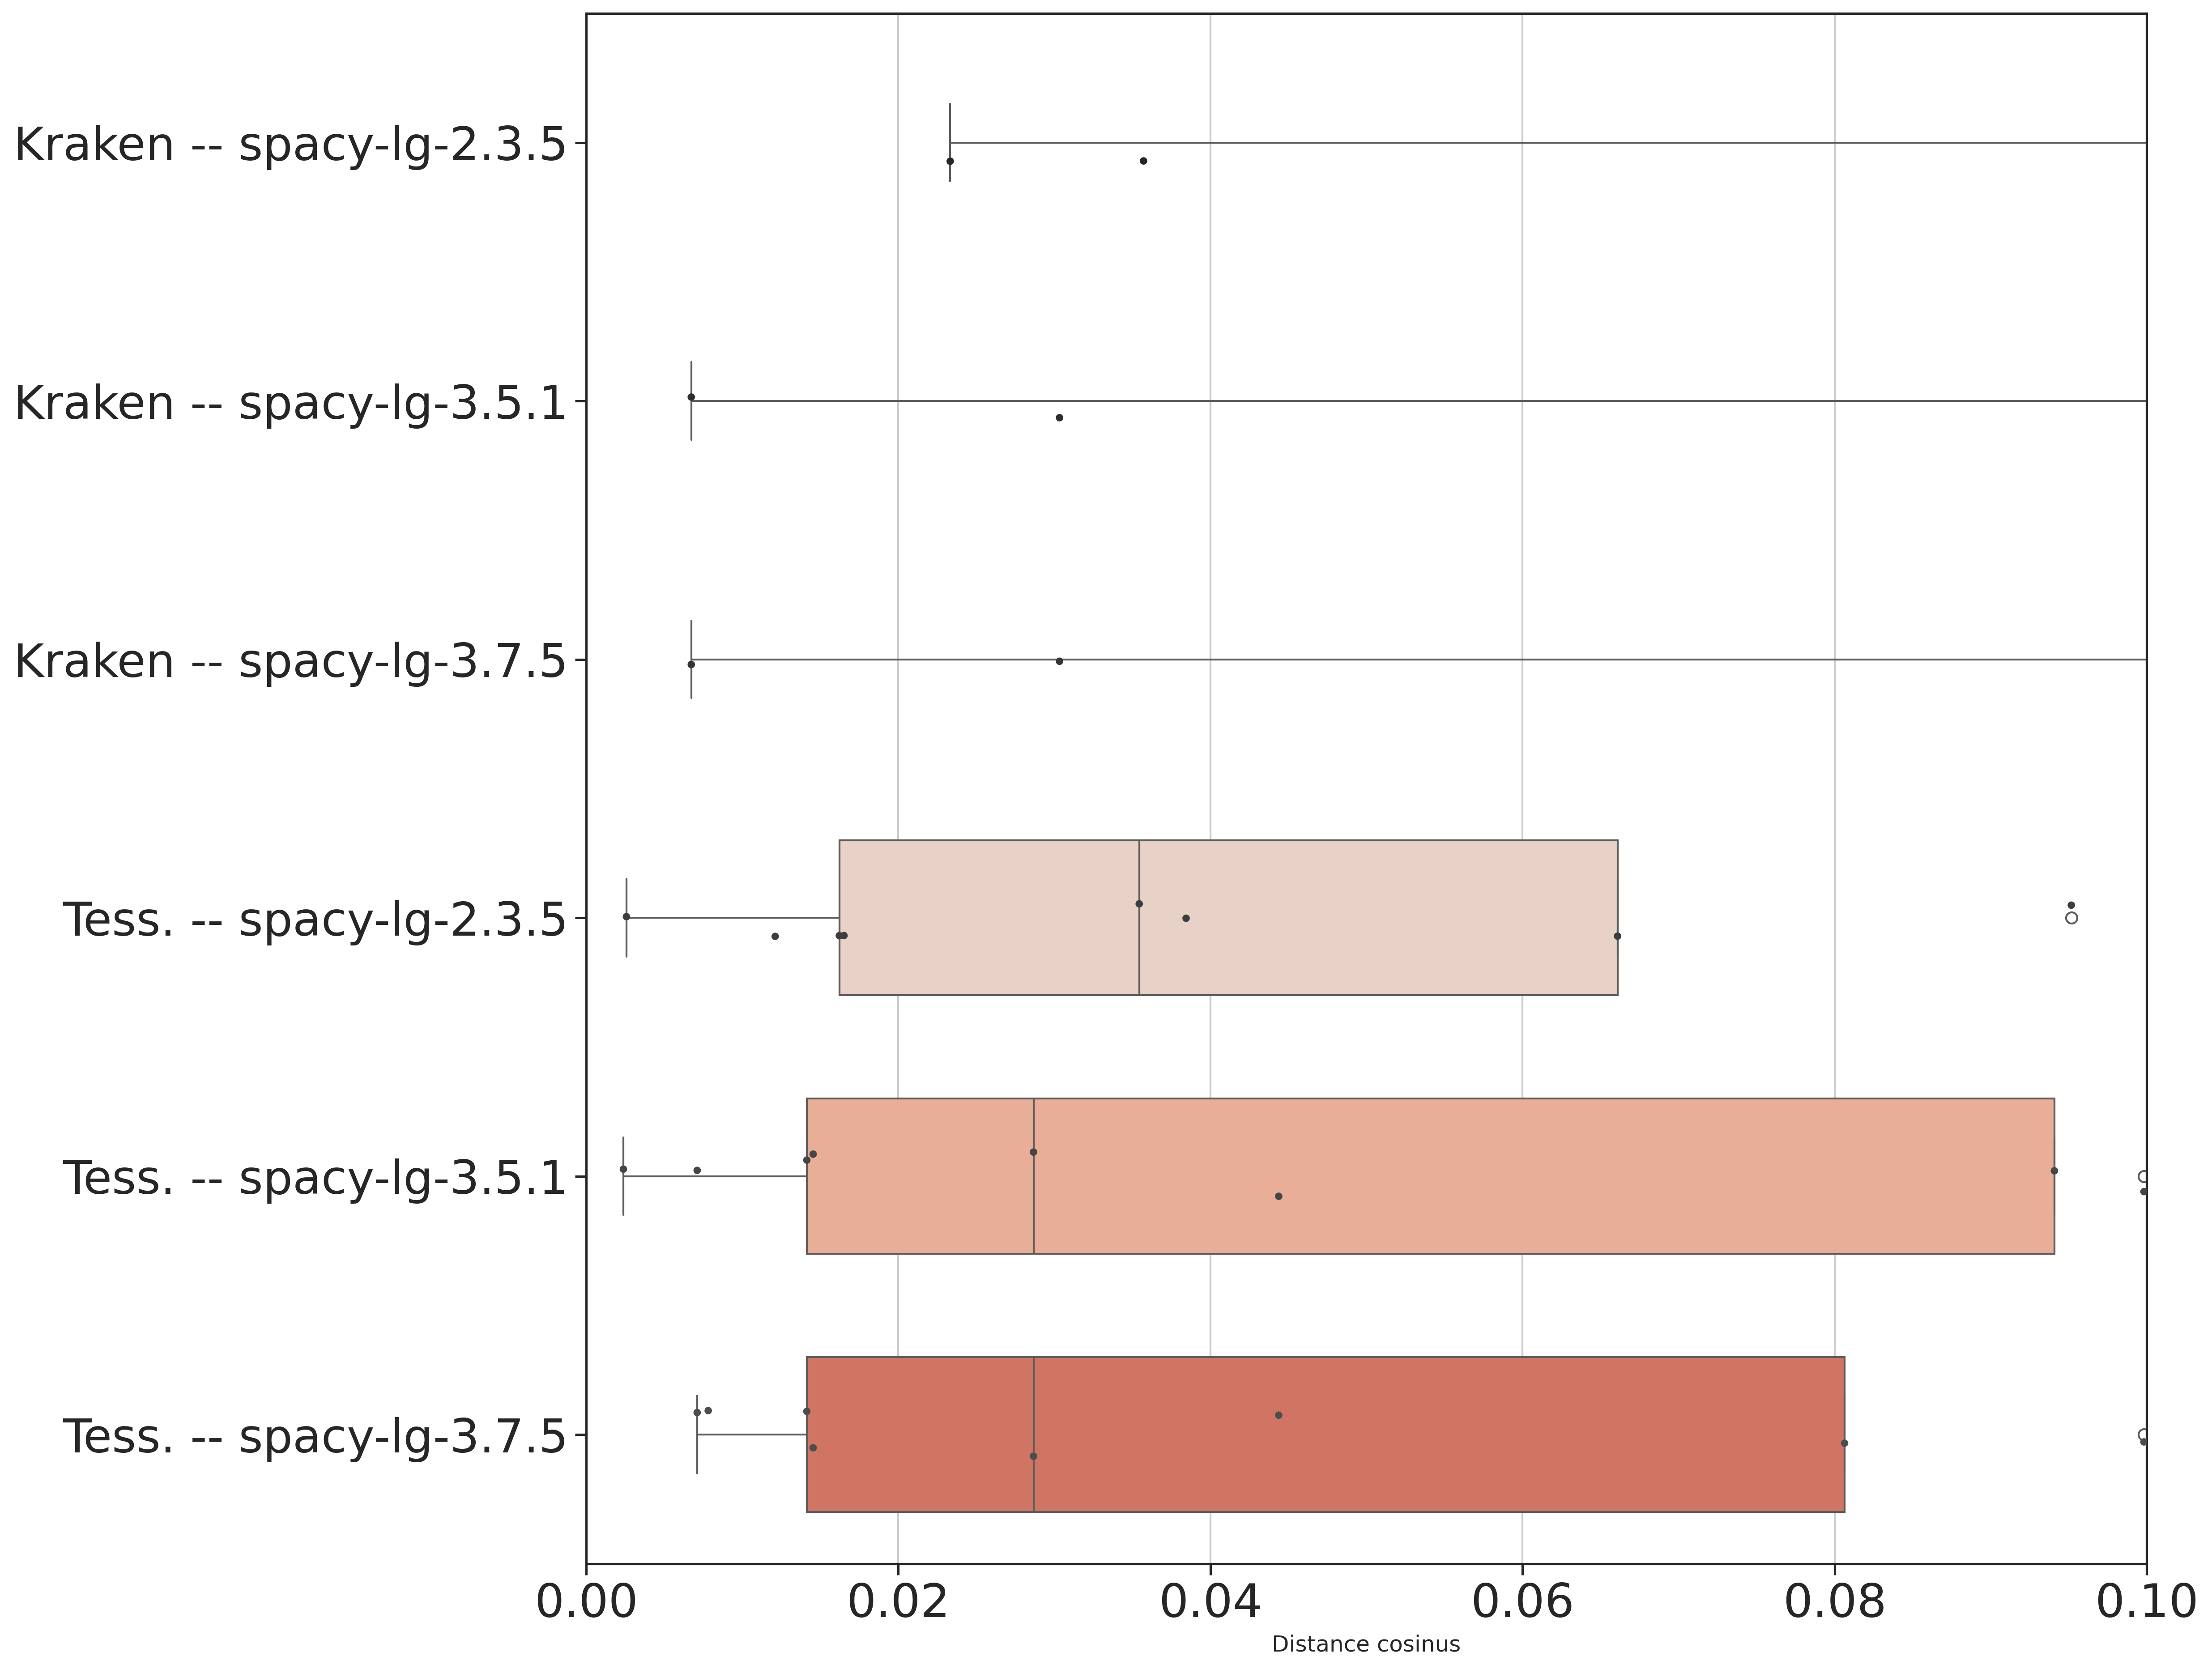 Kraken -- spacy-lg-2.3.5
Kraken -- spacy-lg-3.5.1
Kraken -- spacy-lg-3.7.5
Tess. -- spacy-lg-2.3.5
Tess. -- spacy-lg-3.5.1
Tess. -- spacy-lg-3.7.5
0.00 0.02 0.04 0.06 0.08 0.10
Distance cosinus